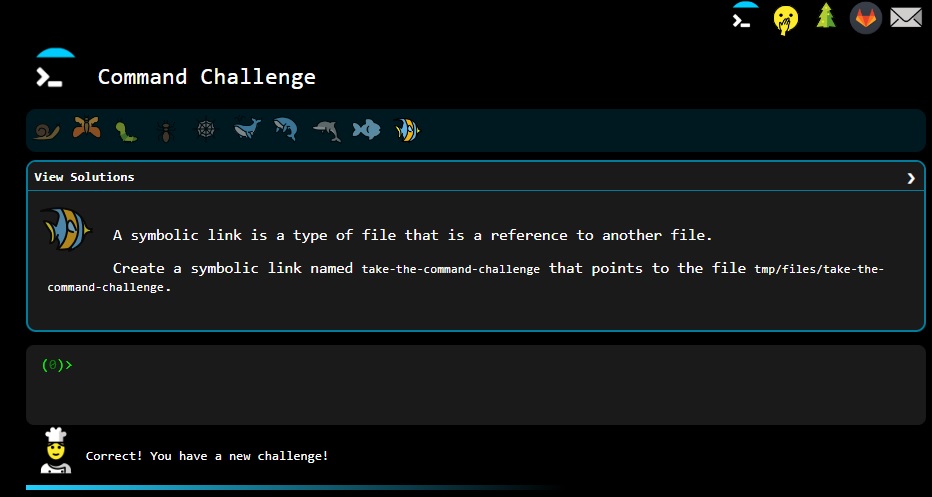 Command Challenge
View Solutions
A symbolic link is a type of file that is a reference to another file.
Create a symbolic link named take-the-command-challenge that points to the file tmp/files/take-the-
command-challenge.
(0)>
Correct! You have a new challenge!